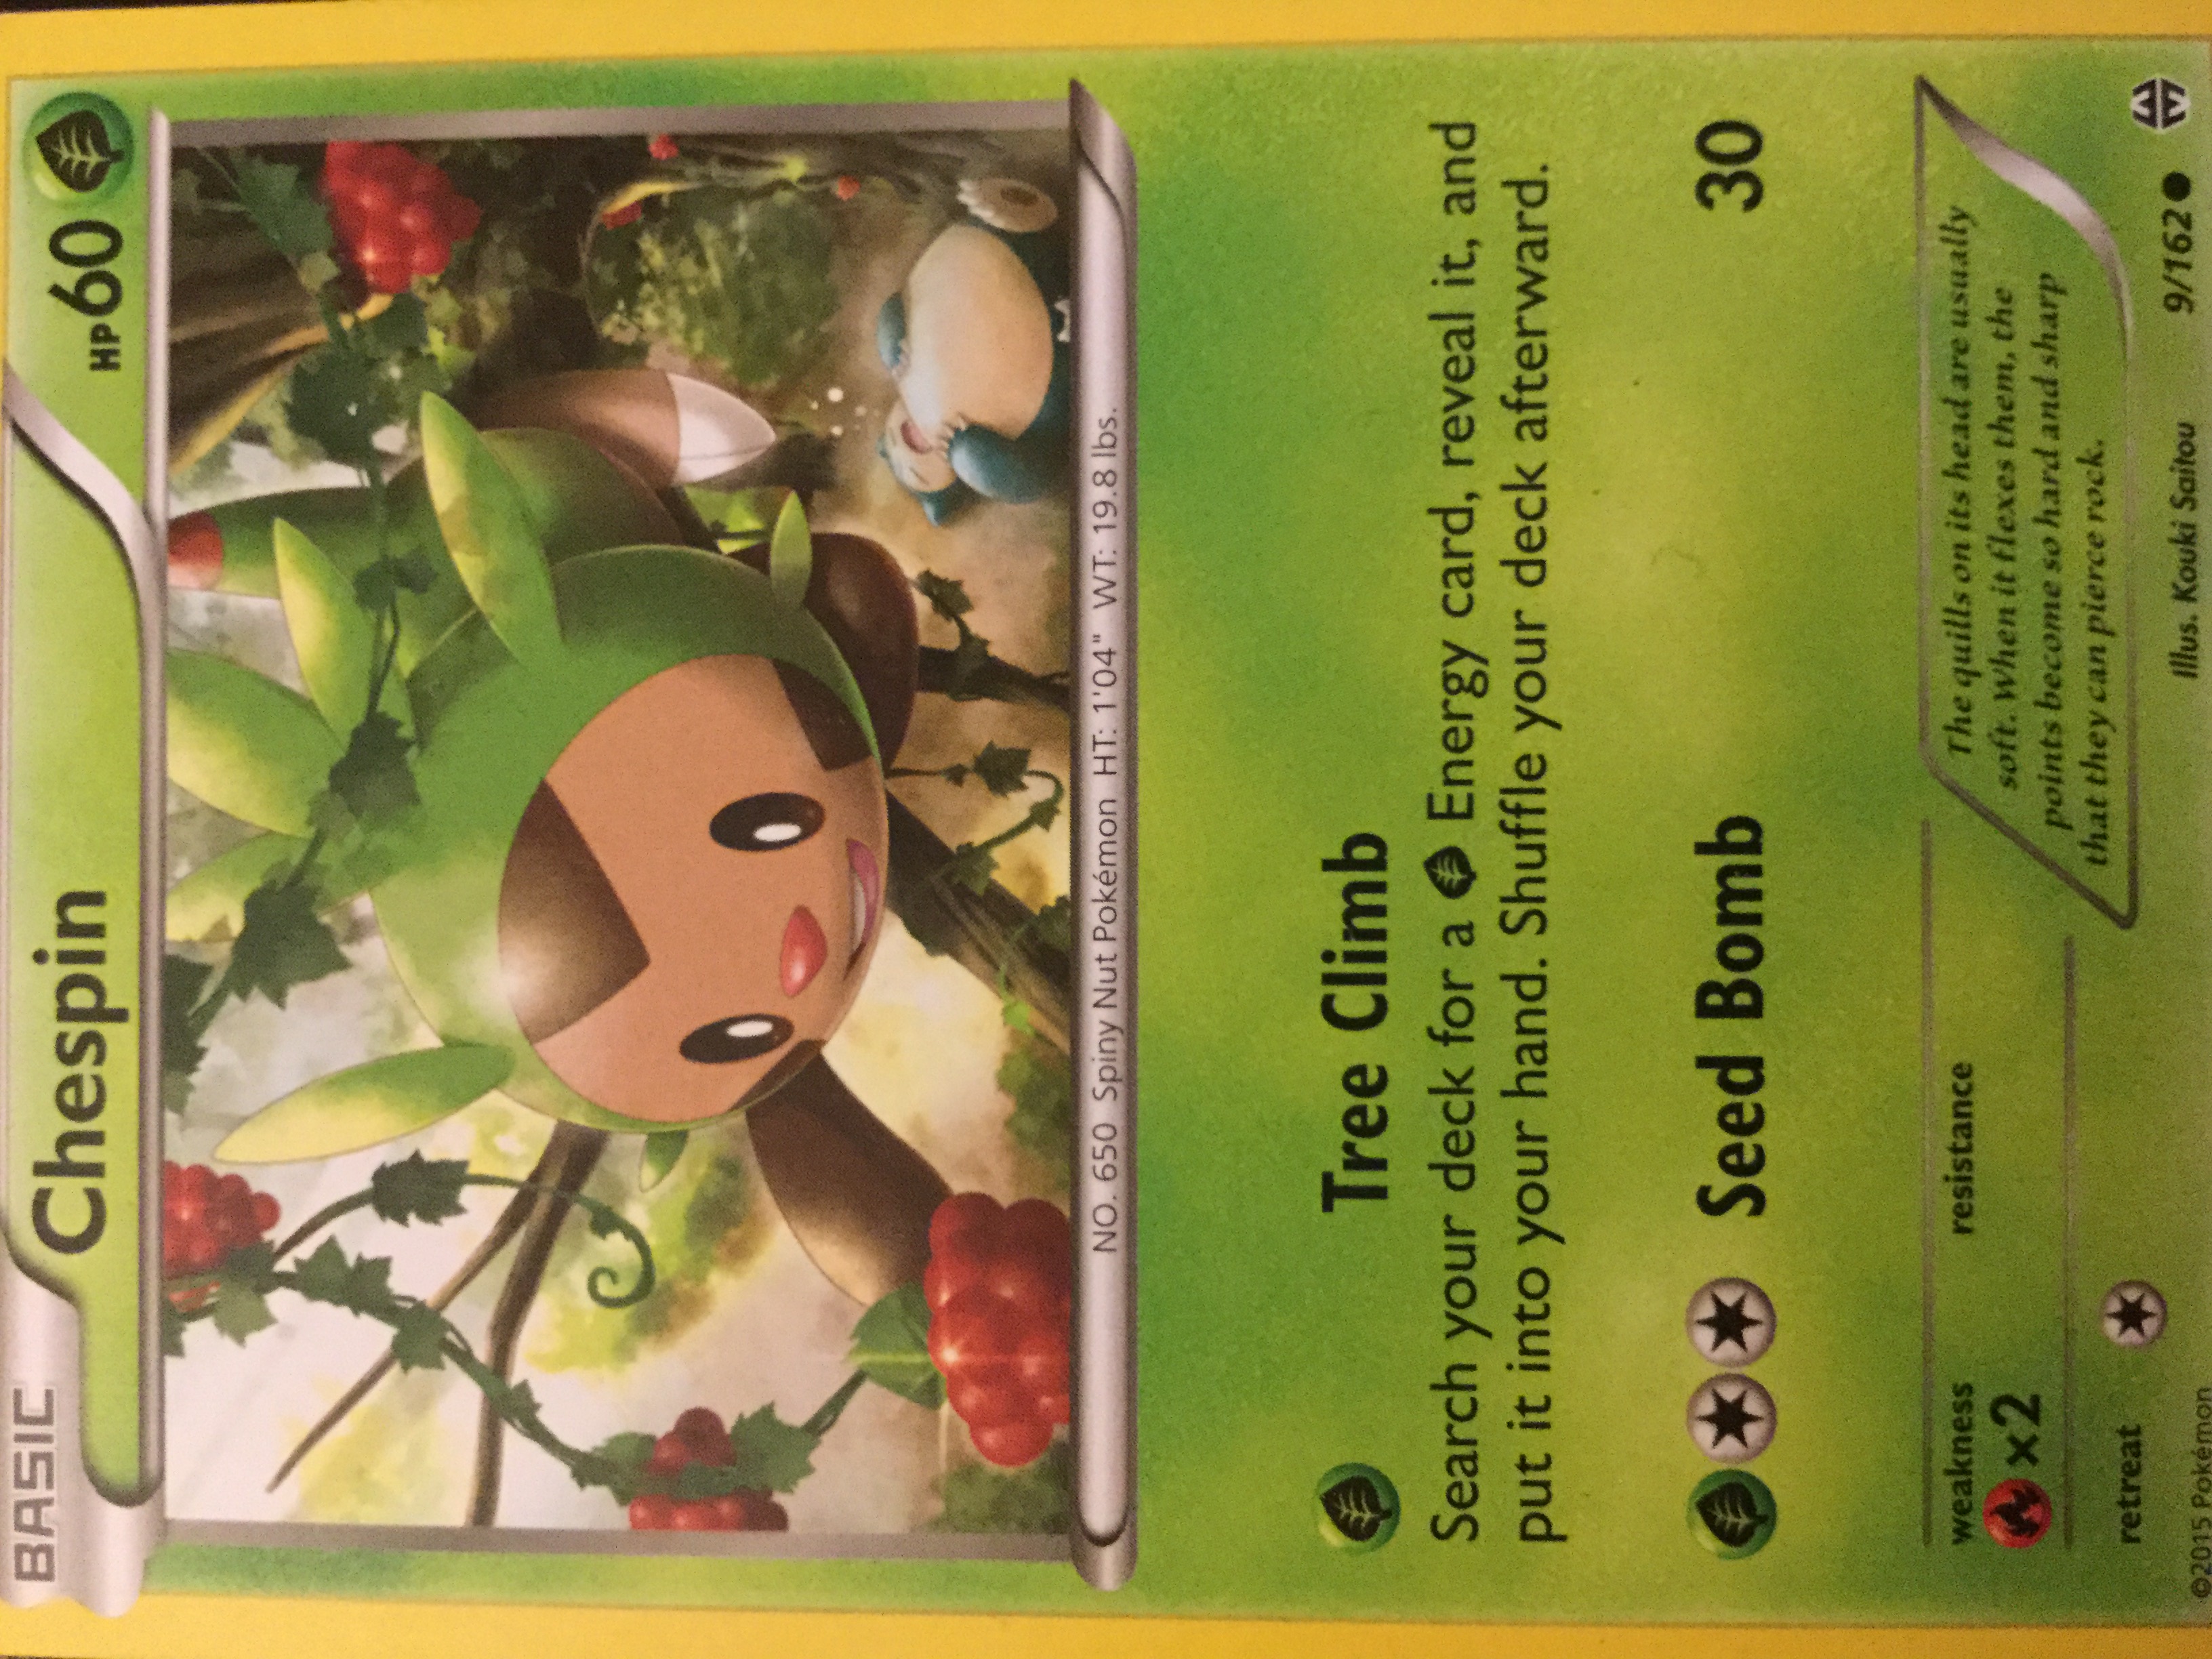 BASIC
Chespin
HP60
NO. 650 Spiny Nut Pokémon HT: 1'04" WT: 19.8 lbs.
Tree Climb
Search your deck for a Energy card, reveal it, and
put it into your hand. Shuffle your deck afterward.
Seed Bomb 30
weakness resistance
×2
retreat
The quills on its head are usually
soft. When it flexes them, the
points become so hard and sharp
that they can pierce rock.
Illus. Kouki Saitou 9/162
©2015 Pokémon